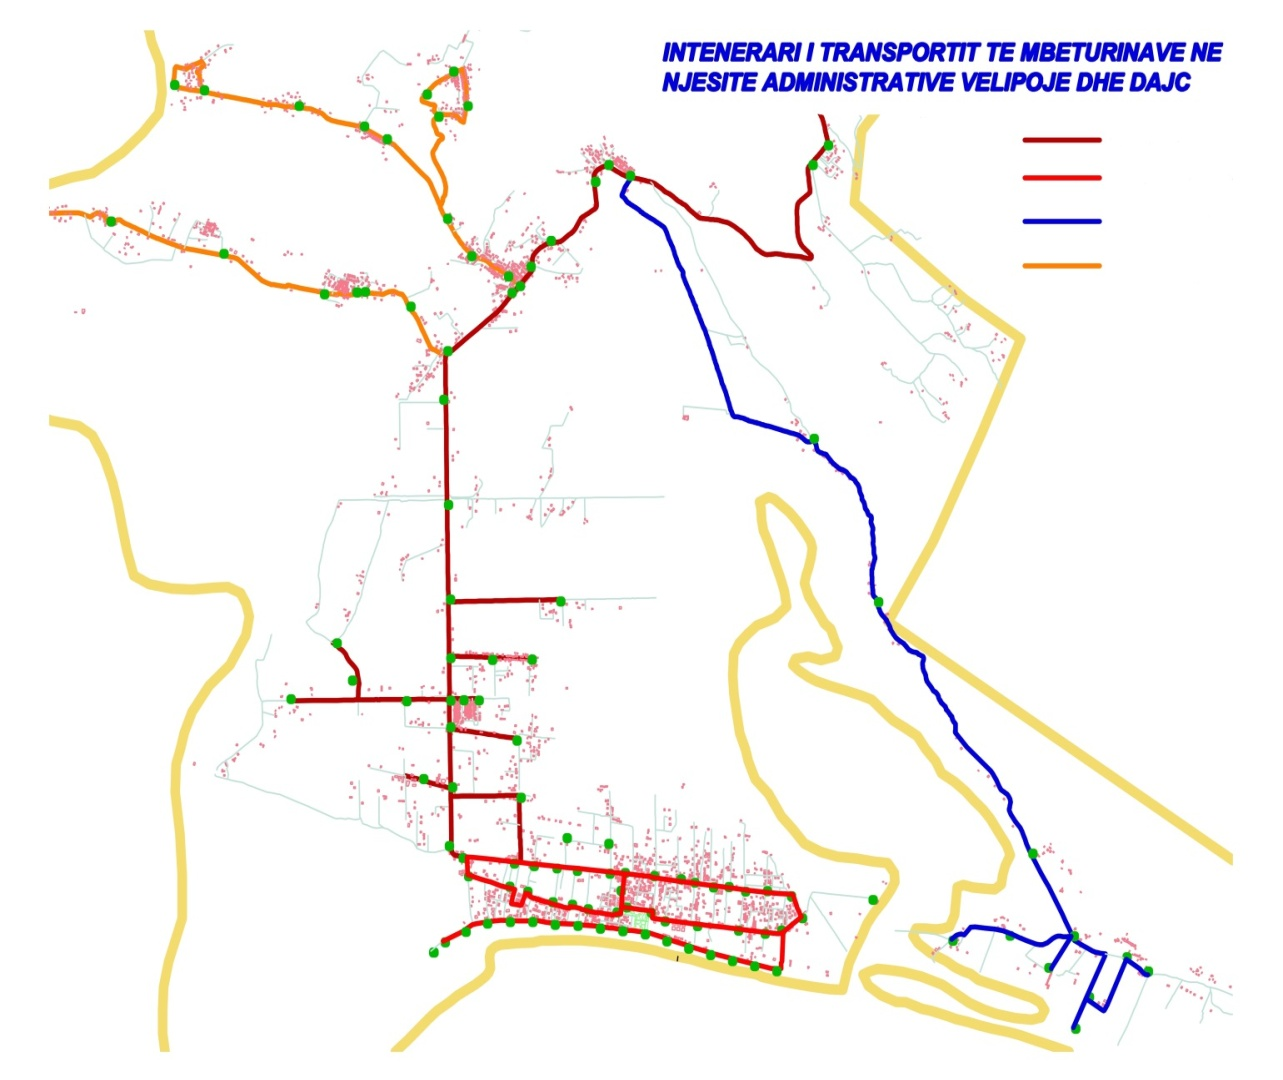 INTENERARI I TRANSPORTIT TE MBETURINAVE NE
NJESITE ADMINISTRATIVE VELIPOJE DHE DAJC